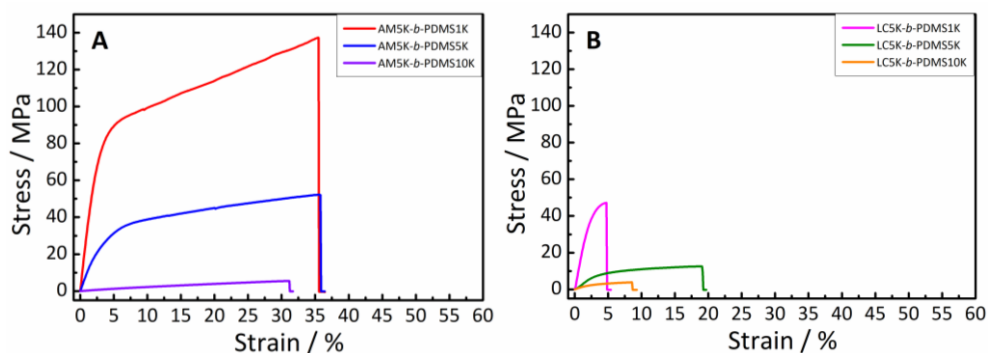 A
AM5K-b-PDMS1K
AM5K-b-PDMS5K
AM5K-b-PDMS10K
Stress / MPa
140
120
100
80
60
40
20
0
0 5 10 15 20 25 30 35 40 45 50 55 60
Strain / %
B
LC5K-b-PDMS1K
LC5K-b-PDMS5K
LC5K-b-PDMS10K
Stress / MPa
140
120
100
80
60
40
20
0
0 5 10 15 20 25 30 35 40 45 50 55 60
Strain / %